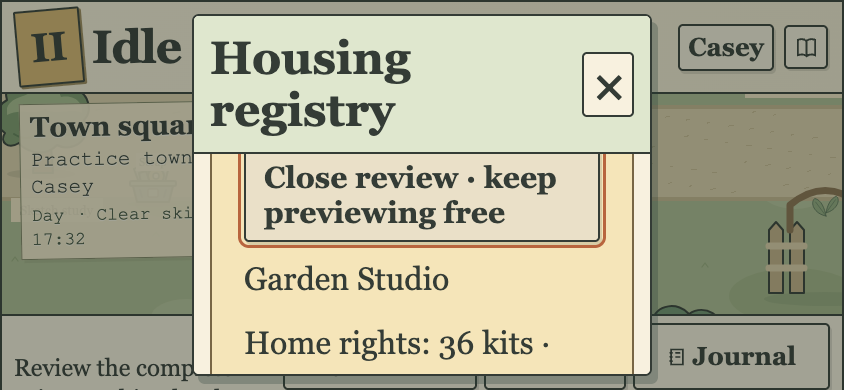 II
Idle
Casey
Housing
registry
Town squar
Practice town
Casey
Day · Clear ski
17:32
Close review · keep
previewing free
Garden Studio
Home rights: 36 kits ·
Review the comp
Journal